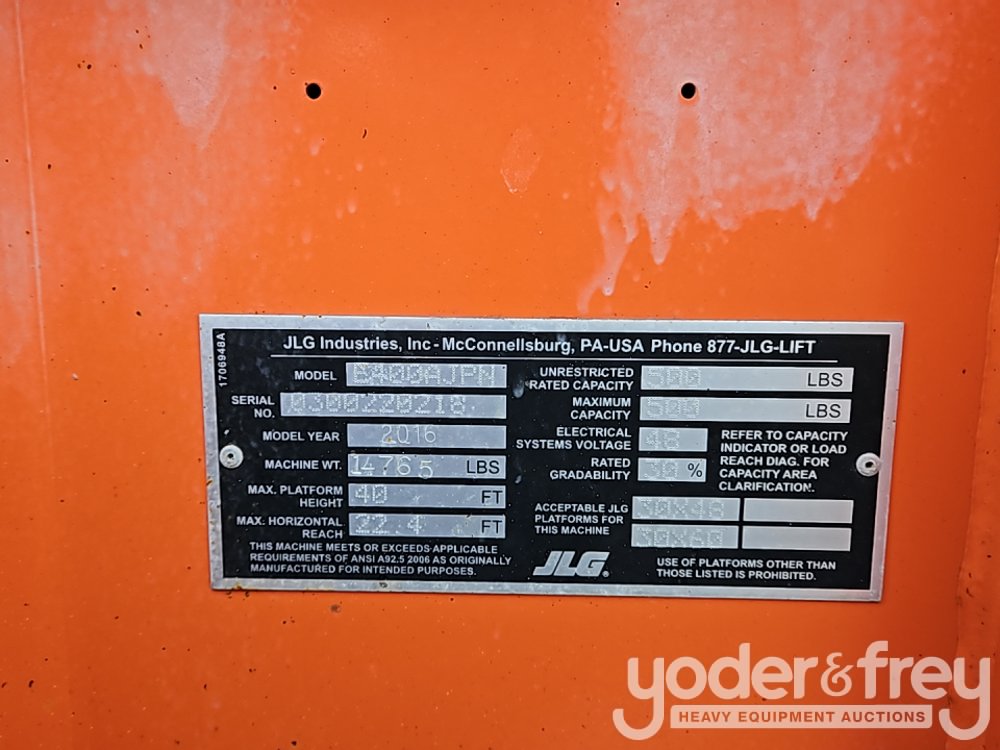 1706948A
JLG Industries, Inc - McConnellsburg, PA-USA Phone 877-JLG-LIFT
MODEL E400AJPN
SERIAL NO. 0300220218
MODEL YEAR 2016
MACHINE WT. 14765 LBS
MAX. PLATFORM HEIGHT 40 FT
MAX. HORIZONTAL REACH 22.4 FT
THIS MACHINE MEETS OR EXCEEDS APPLICABLE
REQUIREMENTS OF ANSI A92.5 2006 AS ORIGINALLY
MANUFACTURED FOR INTENDED PURPOSES.
UNRESTRICTED RATED CAPACITY 500 LBS
MAXIMUM CAPACITY 500 LBS
ELECTRICAL SYSTEMS VOLTAGE 48
RATED GRADABILITY 30 %
REFER TO CAPACITY
INDICATOR OR LOAD
REACH DIAG. FOR
CAPACITY AREA
CLARIFICATION.
ACCEPTABLE JLG
PLATFORMS FOR
THIS MACHINE
30X48
30X60
JLG®
USE OF PLATFORMS OTHER THAN
THOSE LISTED IS PROHIBITED.
yoder&frey
HEAVY EQUIPMENT AUCTIONS